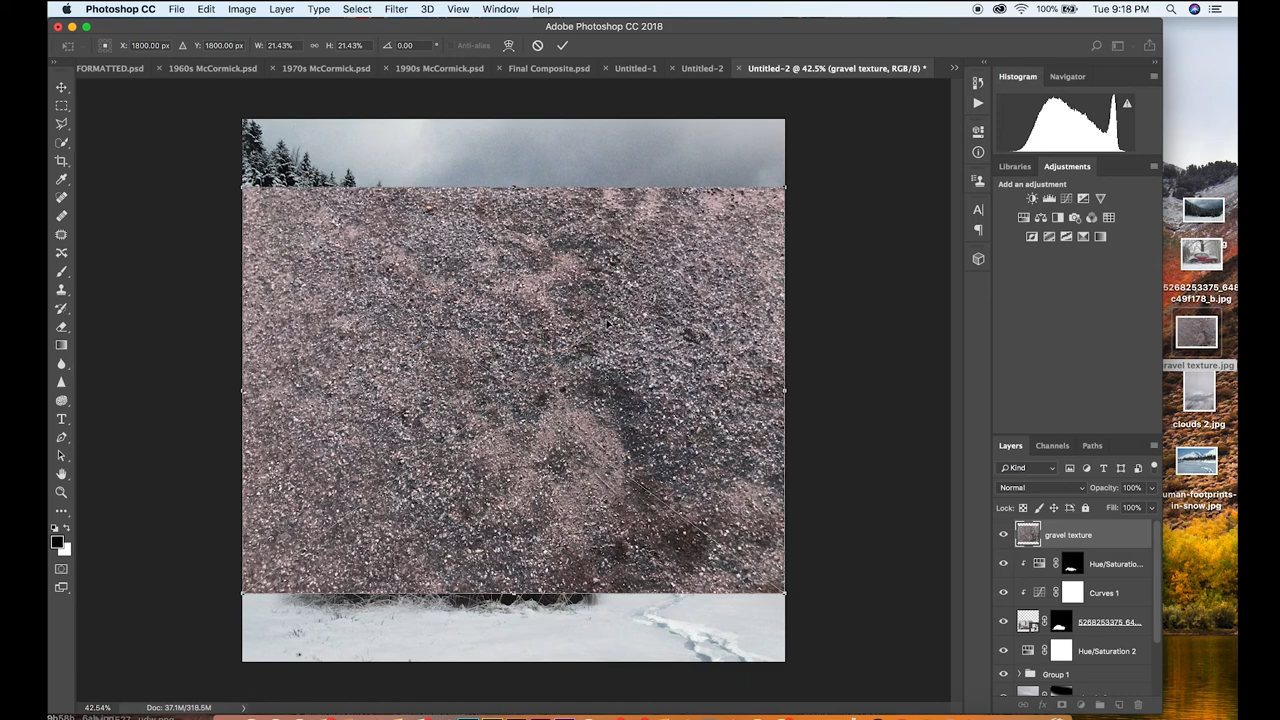 Photoshop CC File Edit Image Layer Type Select Filter 3D View Window Help 100% Tue 9:18 PM
Adobe Photoshop CC 2018
X: 1800.00 px Y: 1800.00 px W: 21.43% H: 21.43% 0.00 ° Anti-alias
FORMATTED.psd × 1960s McCormick.psd × 1970s McCormick.psd × 1990s McCormick.psd × Final Composite.psd × Untitled-1 × Untitled-2 × Untitled-2 @ 42.5% (gravel texture, RGB/8) *
Histogram Navigator
Libraries Adjustments
Add an adjustment
5268253375_648
c49f178_b.jpg
gravel texture.jpg
clouds 2.jpg
uman-footprints-
in-snow.jpg
Layers Channels Paths
Kind
Normal Opacity: 100%
Lock: Fill: 100%
gravel texture
Hue/Saturatio...
Curves 1
5268253375_64...
Hue/Saturation 2
Group 1
42.54% Doc: 37.1M/318.5M